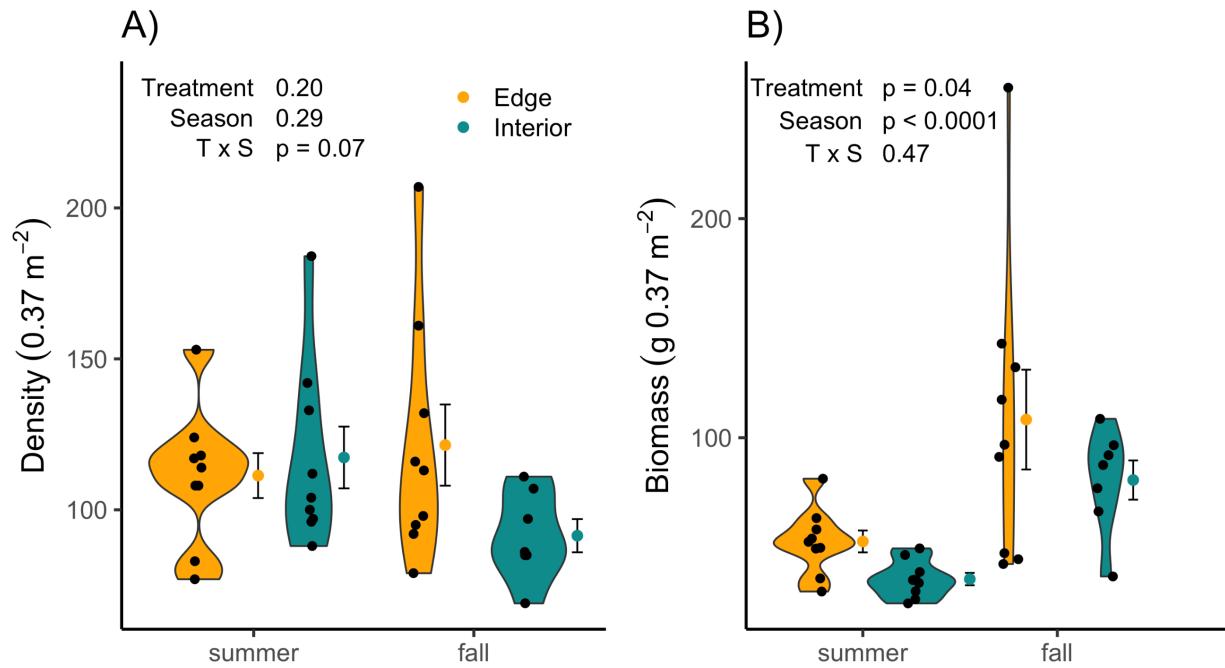 A)
Treatment 0.20
Season 0.29
T x S p = 0.07
Edge
Interior
Density (0.37 m⁻²)
200
150
100
summer fall
B)
Treatment p = 0.04
Season p < 0.0001
T x S 0.47
Biomass (g 0.37 m⁻²)
200
100
summer fall